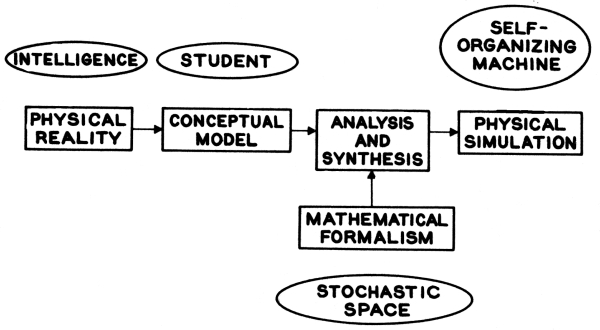 SELF-
ORGANIZING
MACHINE
INTELLIGENCE
STUDENT
PHYSICAL
REALITY
CONCEPTUAL
MODEL
ANALYSIS
AND
SYNTHESIS
PHYSICAL
SIMULATION
MATHEMATICAL
FORMALISM
STOCHASTIC
SPACE